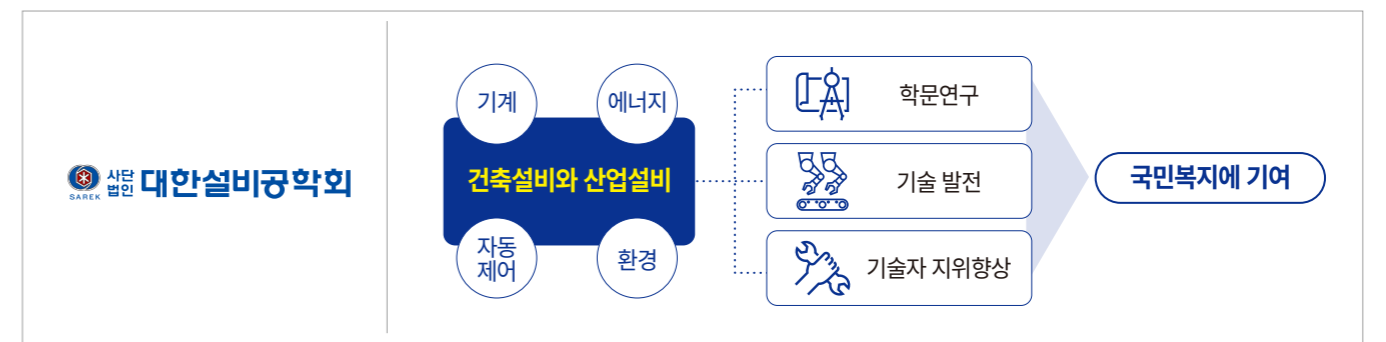 SAREK
사단
법인
대한설비공학회
기계
에너지
건축설비와 산업설비
자동
제어
환경
학문연구
기술 발전
기술자 지위향상
국민복지에 기여